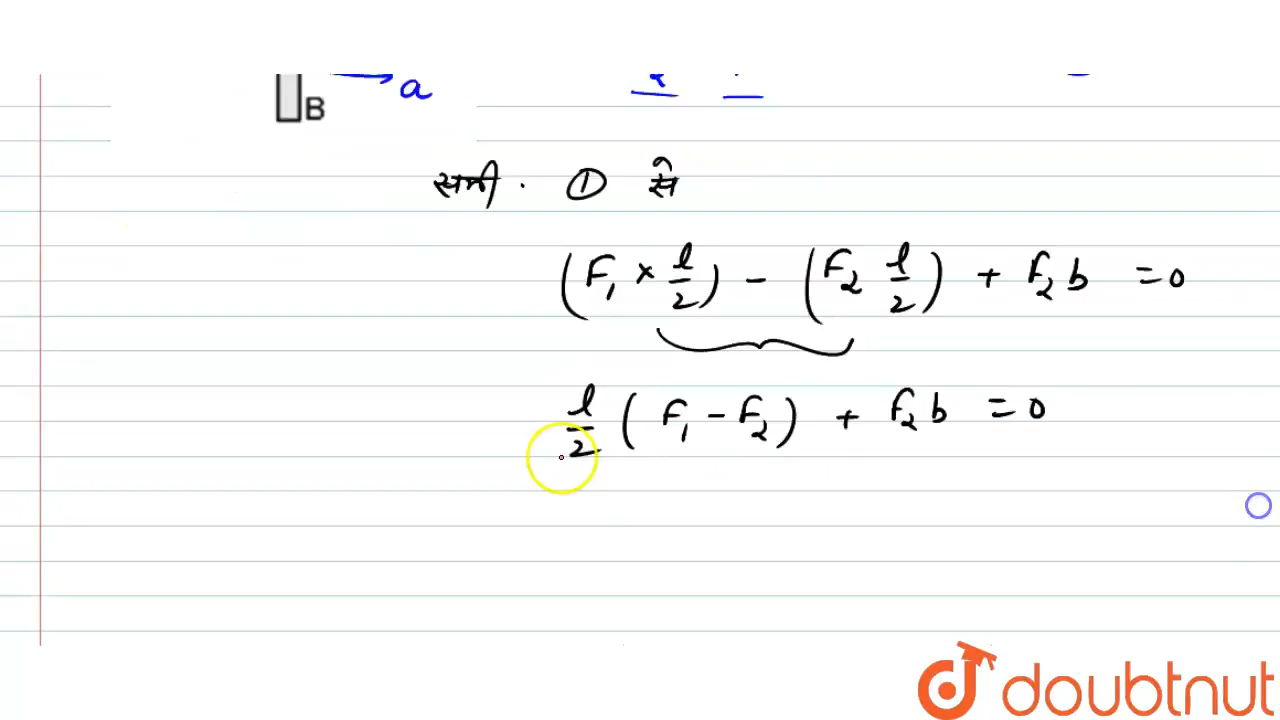 a
B
समी. ① से
(F₁ × l/2) - (F₂ l/2) + F₂b = 0
l/2 (F₁ - F₂) + F₂b = 0
doubtnut